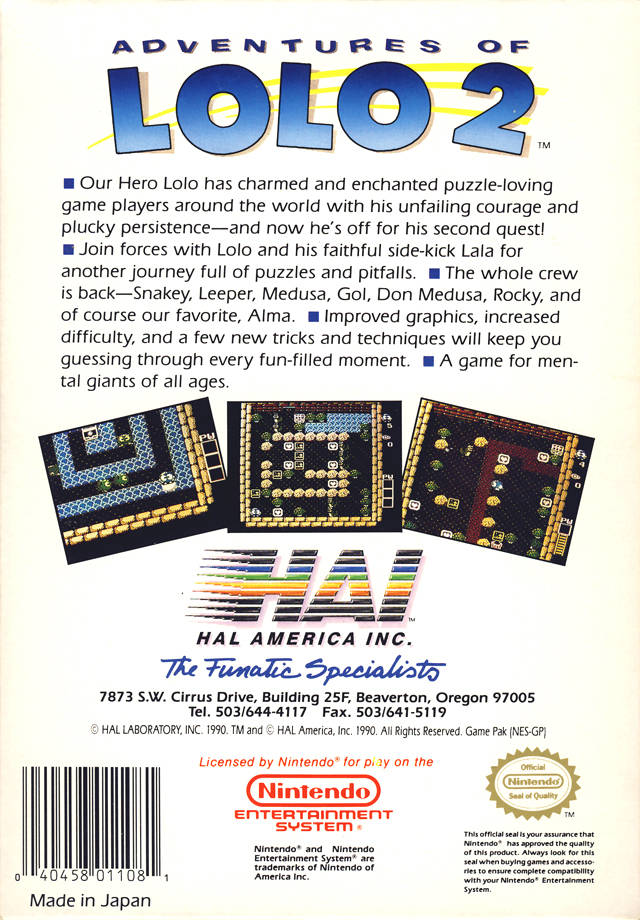 ADVENTURES OF
LOLO 2 ™
■ Our Hero Lolo has charmed and enchanted puzzle-loving
game players around the world with his unfailing courage and
plucky persistence—and now he's off for his second quest!
■ Join forces with Lolo and his faithful side-kick Lala for
another journey full of puzzles and pitfalls. ■ The whole crew
is back—Snakey, Leeper, Medusa, Gol, Don Medusa, Rocky, and
of course our favorite, Alma. ■ Improved graphics, increased
difficulty, and a few new tricks and techniques will keep you
guessing through every fun-filled moment. ■ A game for men-
tal giants of all ages.
PW
5
0
PW
4
0
PW
HAL ™
HAL AMERICA INC.
The Funatic Specialists
7873 S.W. Cirrus Drive, Building 25F, Beaverton, Oregon 97005
Tel. 503/644-4117 Fax. 503/641-5119
© HAL LABORATORY, INC. 1990. TM and © HAL America, Inc. 1990. All Rights Reserved. Game Pak (NES-GP)
Licensed by Nintendo® for play on the
Nintendo
ENTERTAINMENT
SYSTEM®
Nintendo® and Nintendo
Entertainment System® are
trademarks of Nintendo of
America Inc.
Official
Nintendo
Seal of Quality
TM
This official seal is your assurance that
Nintendo® has approved the quality
of this product. Always look for this
seal when buying games and accesso-
ries to ensure complete compatibility
with your Nintendo® Entertainment
System.
0 40458 01108 1
Made in Japan